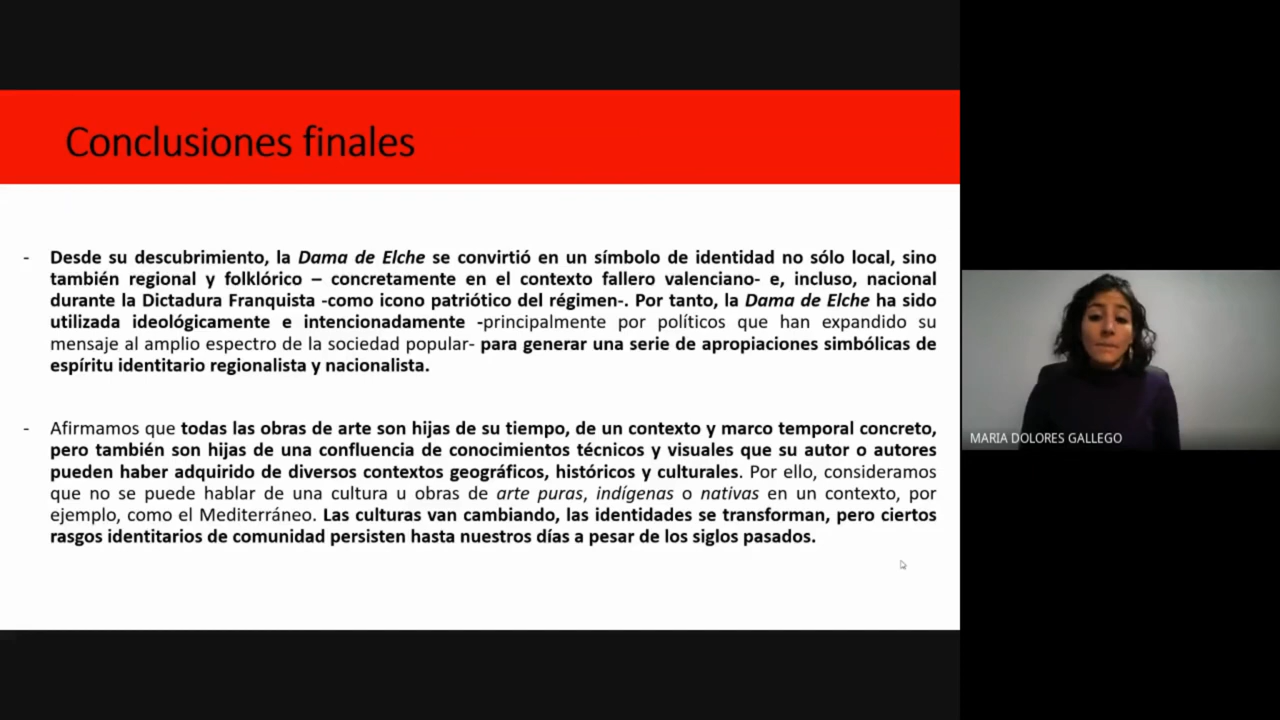 Conclusiones finales
- Desde su descubrimiento, la Dama de Elche se convirtió en un símbolo de identidad no sólo local, sino
también regional y folklórico – concretamente en el contexto fallero valenciano- e, incluso, nacional
durante la Dictadura Franquista -como icono patriótico del régimen-. Por tanto, la Dama de Elche ha sido
utilizada ideológicamente e intencionadamente -principalmente por políticos que han expandido su
mensaje al amplio espectro de la sociedad popular- para generar una serie de apropiaciones simbólicas de
espíritu identitario regionalista y nacionalista.
- Afirmamos que todas las obras de arte son hijas de su tiempo, de un contexto y marco temporal concreto,
pero también son hijas de una confluencia de conocimientos técnicos y visuales que su autor o autores
pueden haber adquirido de diversos contextos geográficos, históricos y culturales. Por ello, consideramos
que no se puede hablar de una cultura u obras de arte puras, indígenas o nativas en un contexto, por
ejemplo, como el Mediterráneo. Las culturas van cambiando, las identidades se transforman, pero ciertos
rasgos identitarios de comunidad persisten hasta nuestros días a pesar de los siglos pasados.
MARIA DOLORES GALLEGO